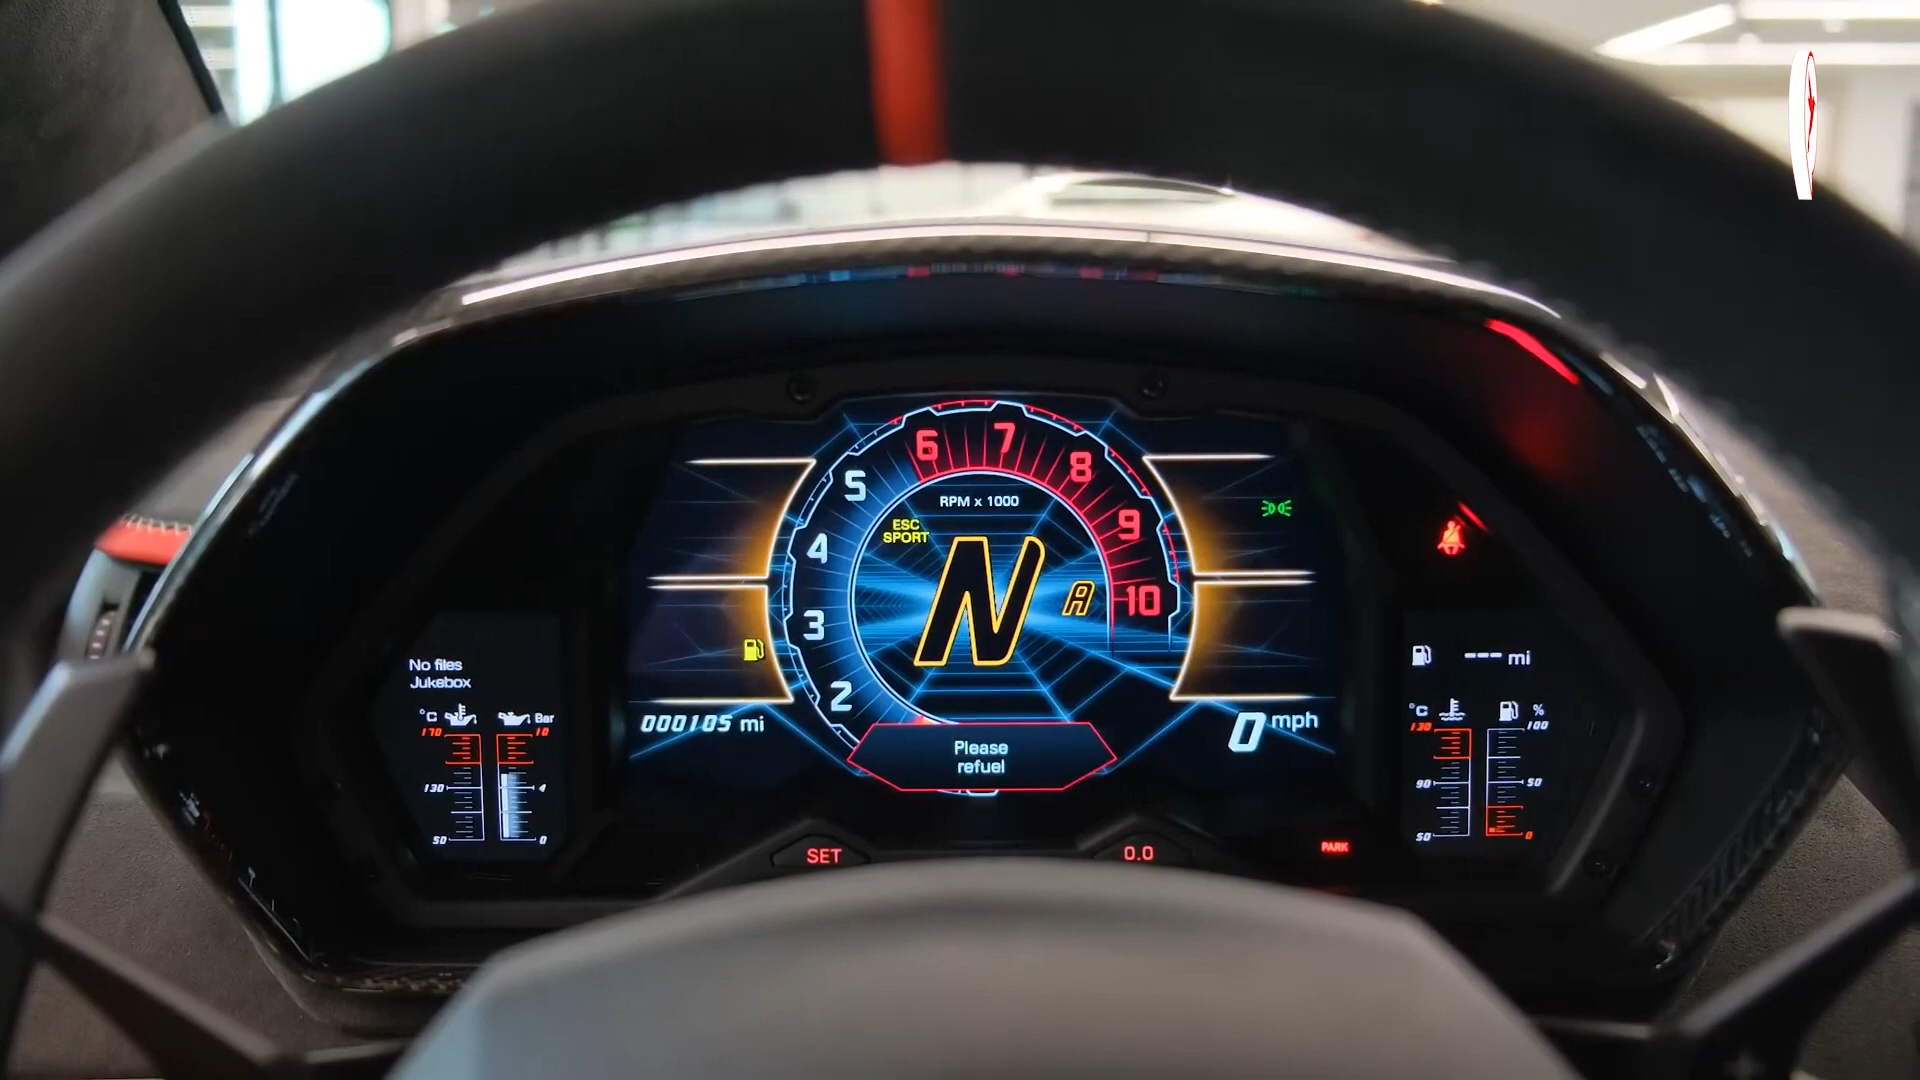 6
7
8
5
9
4
10
3
2
RPM x 1000
ESC
SPORT
N
A
No files
Jukebox
°C
Bar
170
10
130
4
50
0
000105 mi
Please
refuel
0 mph
--- mi
°C
%
130
100
90
50
50
0
SET
0.0
PARK